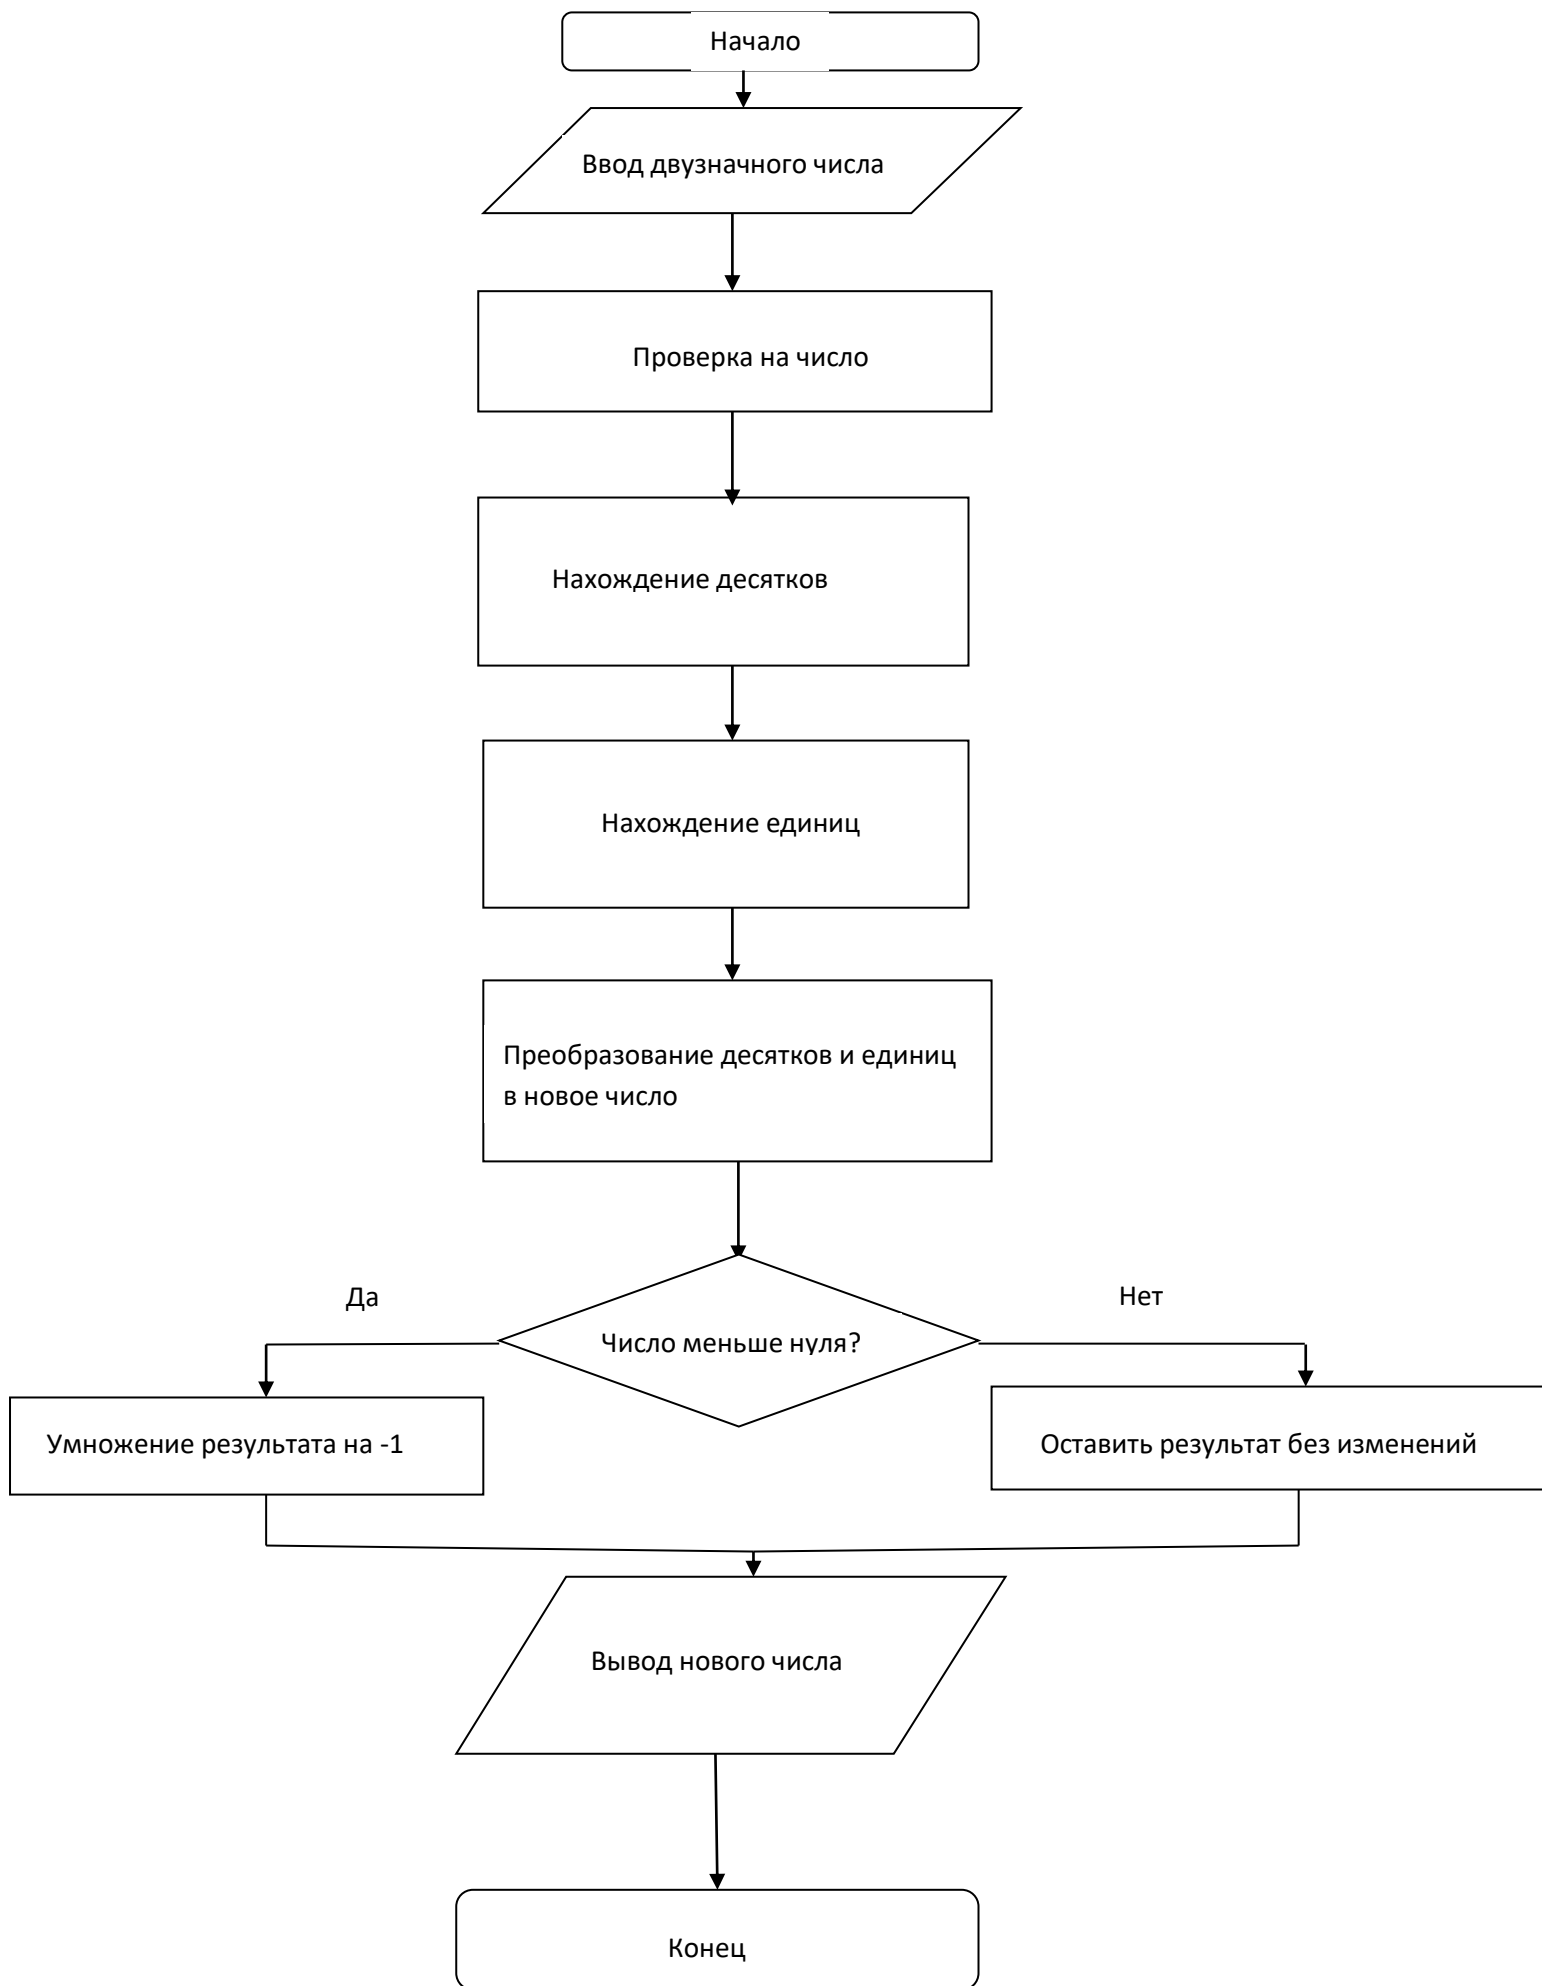 Начало
Ввод двузначного числа
Проверка на число
Нахождение десятков
Нахождение единиц
Преобразование десятков и единиц
в новое число
Да
Нет
Число меньше нуля?
Умножение результата на -1
Оставить результат без изменений
Вывод нового числа
Конец